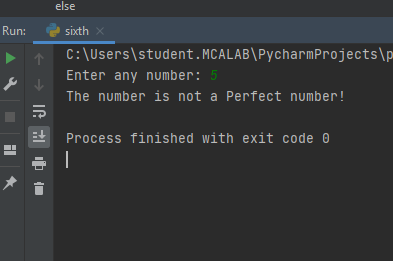 else
Run: sixth
C:\Users\student.MCALAB\PycharmProjects\p
Enter any number: 5
The number is not a Perfect number!
Process finished with exit code 0